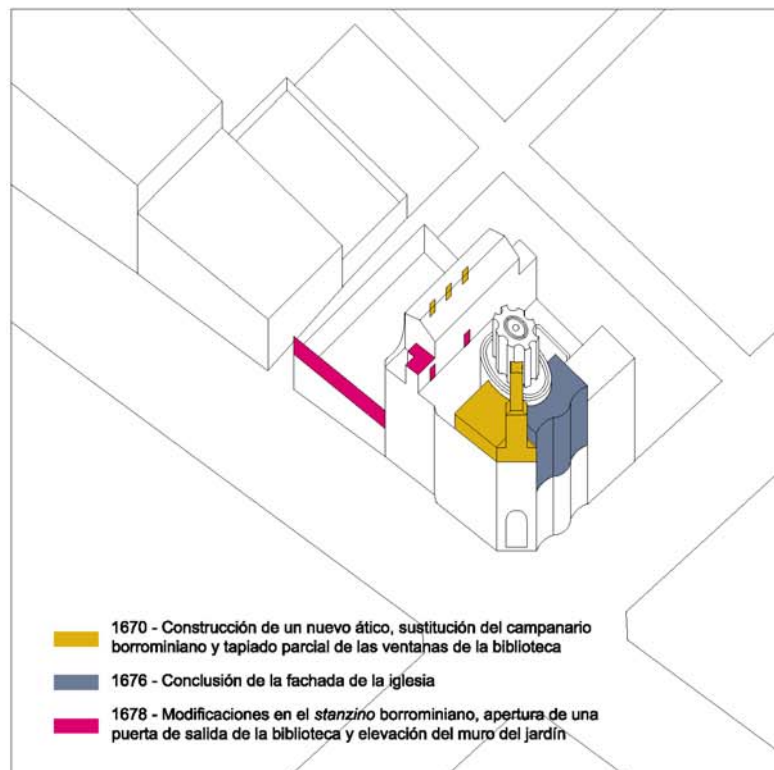 1670 - Construcción de un nuevo ático, sustitución del campanario
borrominiano y tapiado parcial de las ventanas de la biblioteca
1676 - Conclusión de la fachada de la iglesia
1678 - Modificaciones en el stanzino borrominiano, apertura de una
puerta de salida de la biblioteca y elevación del muro del jardín